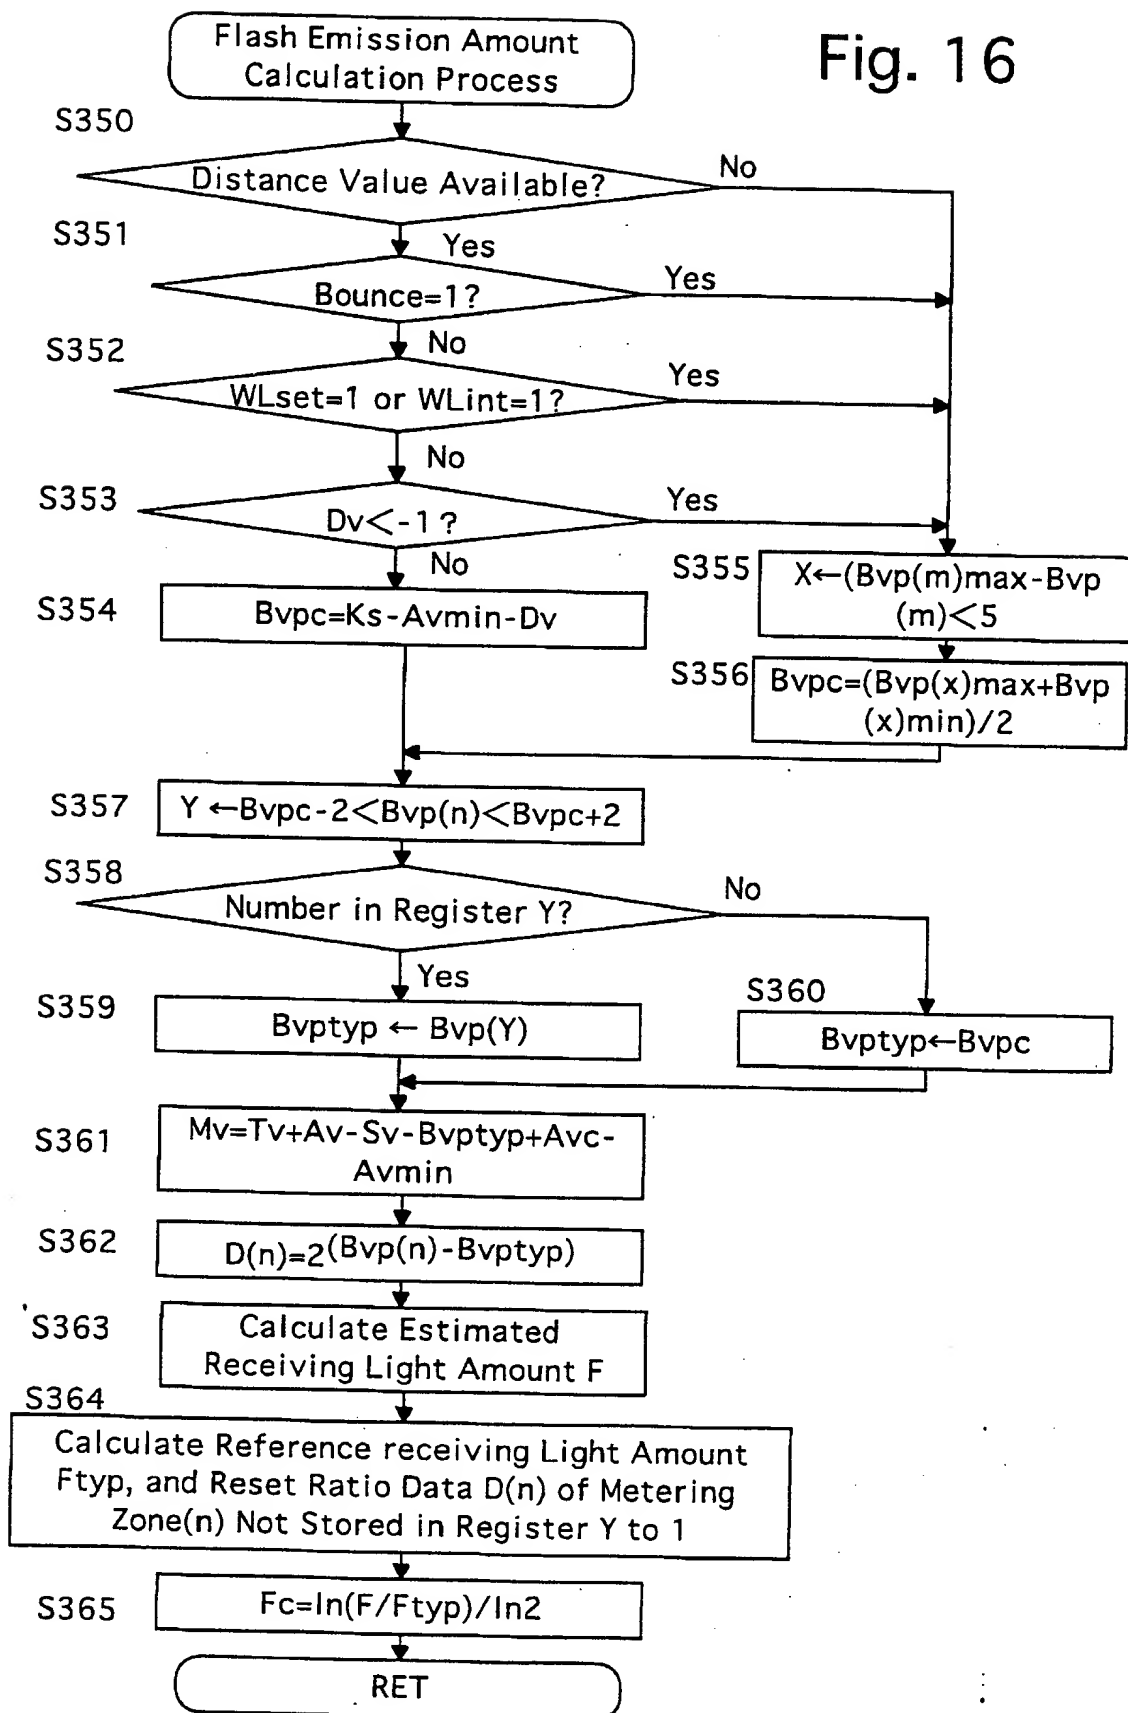 Fig. 16
Flash Emission Amount
Calculation Process
S350
Distance Value Available?
No
S351
Yes
Bounce=1?
Yes
No
S352
WLset=1 or WLint=1?
Yes
No
S353
Dv<-1?
Yes
No
S354
Bvpc=Ks-Avmin-Dv
S355
X←(Bvp(m)max-Bvp
(m)<5
S356
Bvpc=(Bvp(x)max+Bvp
(x)min)/2
S357
Y ←Bvpc-2<Bvp(n)<Bvpc+2
S358
Number in Register Y?
No
Yes
S359
Bvptyp ← Bvp(Y)
S360
Bvptyp←Bvpc
S361
Mv=Tv+Av-Sv-Bvptyp+Avc-
Avmin
S362
D(n)=2(Bvp(n)-Bvptyp)
S363
Calculate Estimated
Receiving Light Amount F
S364
Calculate Reference receiving Light Amount
Ftyp, and Reset Ratio Data D(n) of Metering
Zone(n) Not Stored in Register Y to 1
S365
Fc=ln(F/Ftyp)/ln2
RET